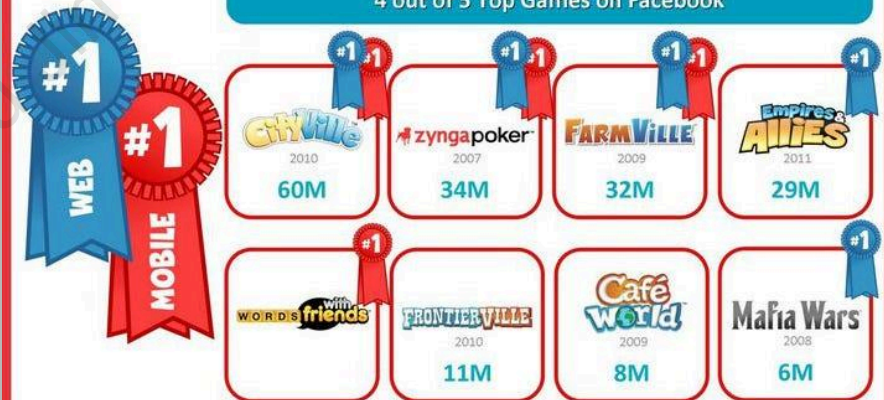 4 out of 5 Top Games on Facebook
#1
WEB
#1
MOBILE
#1 #1
CityVille
2010
60M
#1 #1
zyngapoker
2007
34M
#1 #1
FARMVILLE
2009
32M
#1
Empires &
ALLIES
2011
29M
#1
WORDS with friends
FRONTIERVILLE
2010
11M
Café
World
2009
8M
#1
Mafia Wars
2008
6M